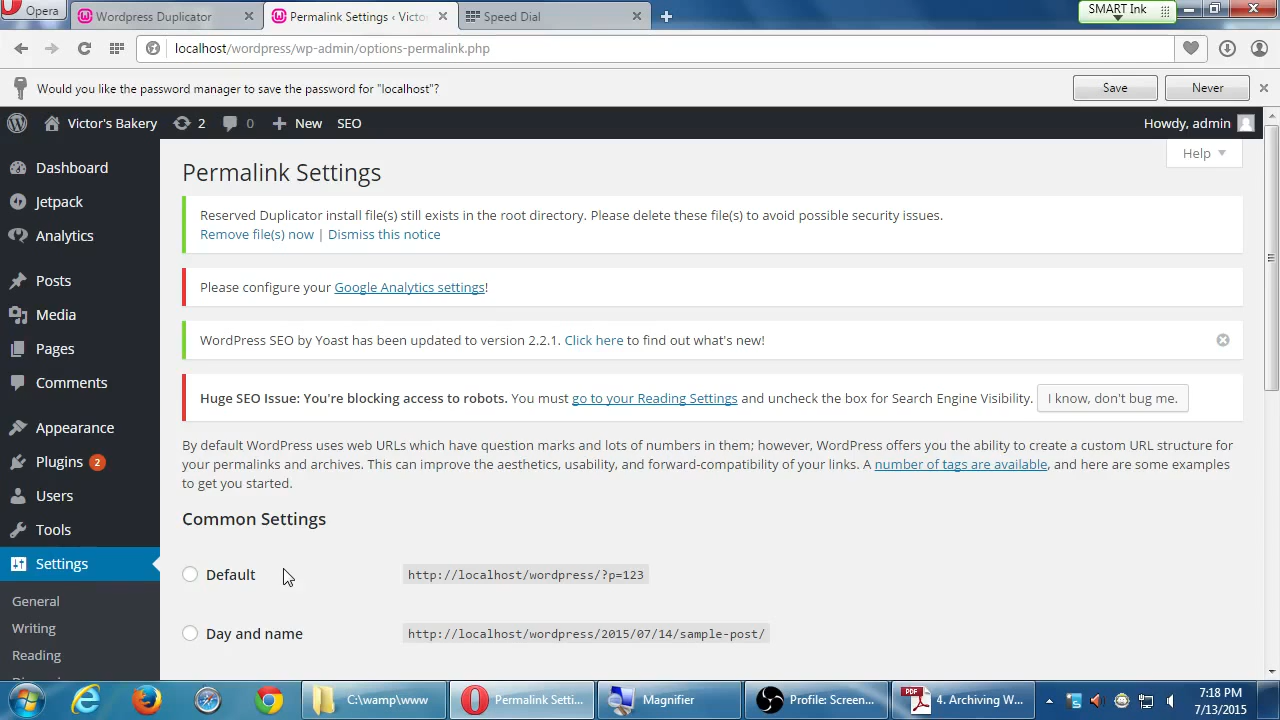 Opera
Wordpress Duplicator
Permalink Settings ‹ Victor
Speed Dial
SMART Ink
localhost/wordpress/wp-admin/options-permalink.php
Would you like the password manager to save the password for "localhost"?
Save
Never
Victor's Bakery
2
0
New
SEO
Howdy, admin
Help
Dashboard
Jetpack
Analytics
Posts
Media
Pages
Comments
Appearance
Plugins 2
Users
Tools
Settings
General
Writing
Reading
Permalink Settings
Reserved Duplicator install file(s) still exists in the root directory. Please delete these file(s) to avoid possible security issues.
Remove file(s) now | Dismiss this notice
Please configure your Google Analytics settings!
WordPress SEO by Yoast has been updated to version 2.2.1. Click here to find out what's new!
Huge SEO Issue: You're blocking access to robots. You must go to your Reading Settings and uncheck the box for Search Engine Visibility. I know, don't bug me.
By default WordPress uses web URLs which have question marks and lots of numbers in them; however, WordPress offers you the ability to create a custom URL structure for
your permalinks and archives. This can improve the aesthetics, usability, and forward-compatibility of your links. A number of tags are available, and here are some examples
to get you started.
Common Settings
Default
http://localhost/wordpress/?p=123
Day and name
http://localhost/wordpress/2015/07/14/sample-post/
C:\wamp\www
Permalink Setti...
Magnifier
Profile: Screen...
PDF
4. Archiving W...
7:18 PM
7/13/2015